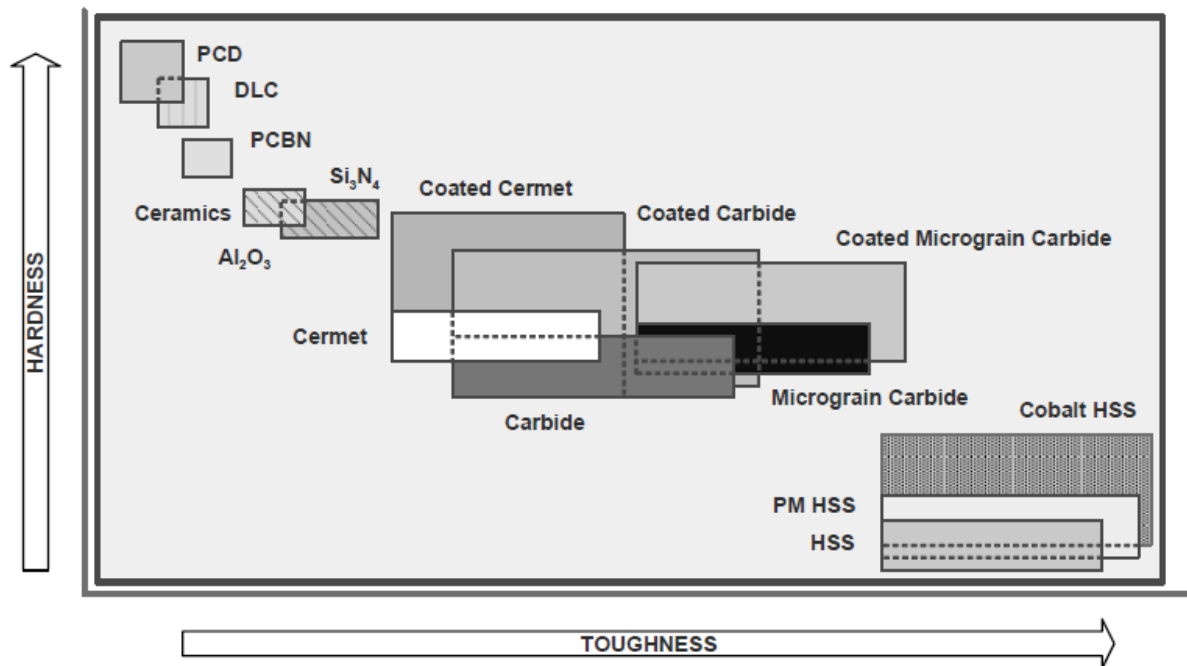 PCD
DLC
PCBN
Si₃N₄
Ceramics
Al₂O₃
Coated Cermet
Coated Carbide
Coated Micrograin Carbide
Cermet
Carbide
Micrograin Carbide
Cobalt HSS
PM HSS
HSS
HARDNESS
TOUGHNESS